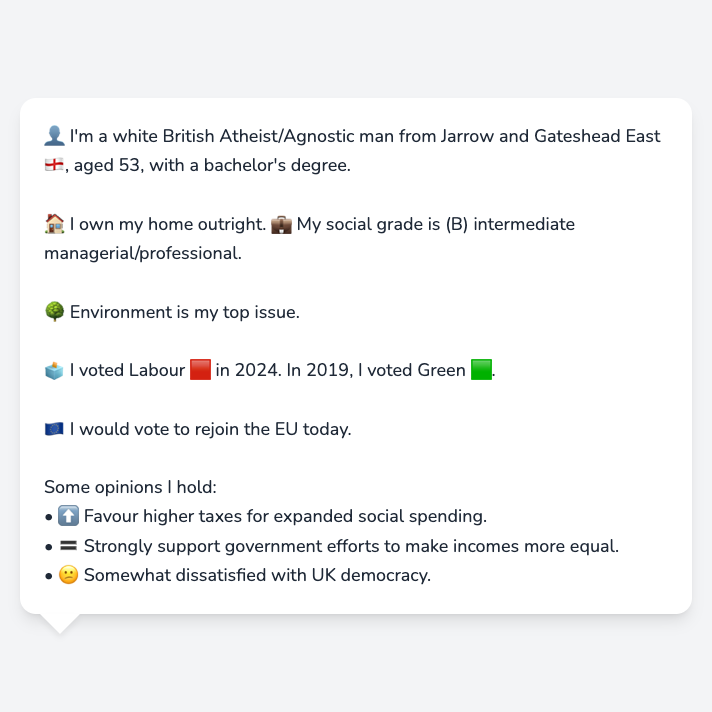 👤 I'm a white British Atheist/Agnostic man from Jarrow and Gateshead East
🏴󠁧󠁢󠁥󠁮󠁧󠁿, aged 53, with a bachelor's degree.
🏠 I own my home outright. 💼 My social grade is (B) intermediate
managerial/professional.
🌳 Environment is my top issue.
🗳️ I voted Labour 🟥 in 2024. In 2019, I voted Green 🟩.
🇪🇺 I would vote to rejoin the EU today.
Some opinions I hold:
• ⬆️ Favour higher taxes for expanded social spending.
• 🟰 Strongly support government efforts to make incomes more equal.
• 😕 Somewhat dissatisfied with UK democracy.